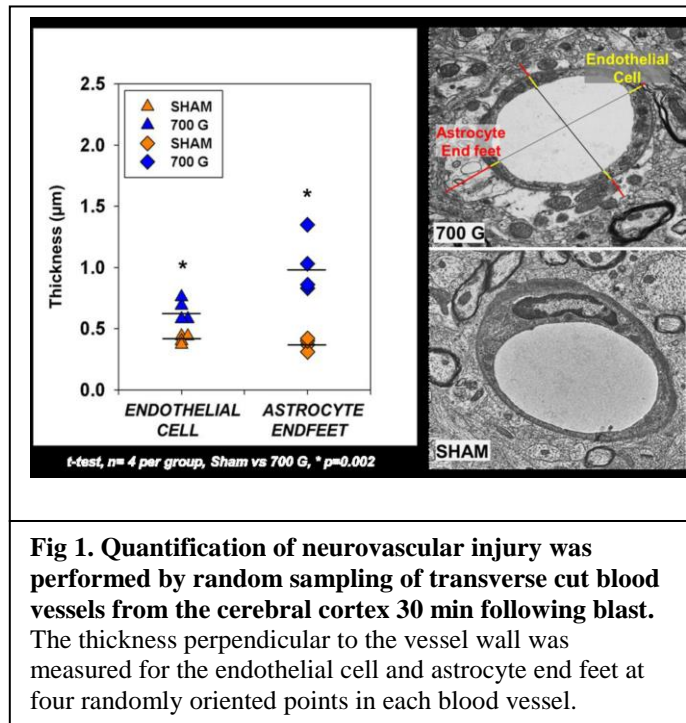 2.5
2.0
1.5
1.0
0.5
0.0
Thickness (µm)
SHAM
700 G
SHAM
700 G
*
*
ENDOTHELIAL
CELL
ASTROCYTE
ENDFEET
t-test, n= 4 per group, Sham vs 700 G, * p=0.002
Endothelial
Cell
Astrocyte
End feet
700 G
SHAM
Fig 1. Quantification of neurovascular injury was
performed by random sampling of transverse cut blood
vessels from the cerebral cortex 30 min following blast.
The thickness perpendicular to the vessel wall was
measured for the endothelial cell and astrocyte end feet at
four randomly oriented points in each blood vessel.